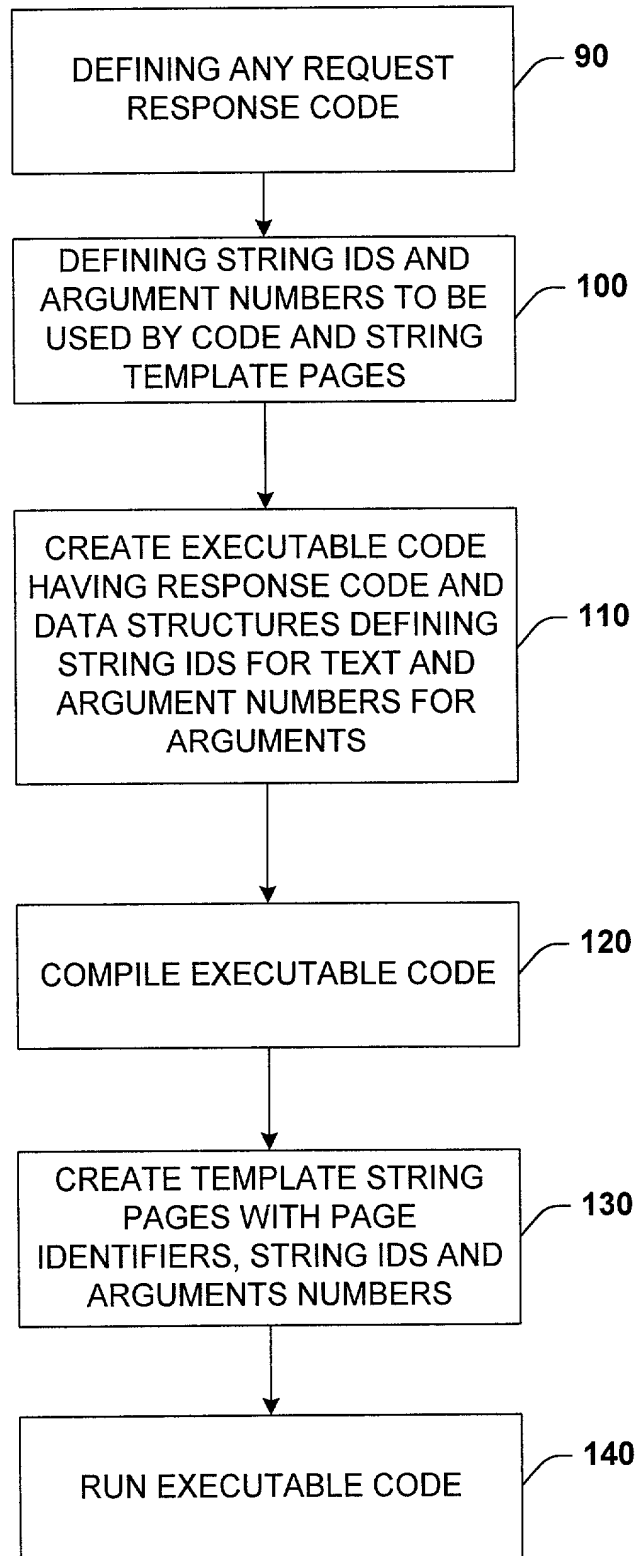 DEFINING ANY REQUEST
RESPONSE CODE
90
DEFINING STRING IDS AND
ARGUMENT NUMBERS TO BE
USED BY CODE AND STRING
TEMPLATE PAGES
100
CREATE EXECUTABLE CODE
HAVING RESPONSE CODE AND
DATA STRUCTURES DEFINING
STRING IDS FOR TEXT AND
ARGUMENT NUMBERS FOR
ARGUMENTS
110
COMPILE EXECUTABLE CODE
120
CREATE TEMPLATE STRING
PAGES WITH PAGE
IDENTIFIERS, STRING IDS AND
ARGUMENTS NUMBERS
130
RUN EXECUTABLE CODE
140